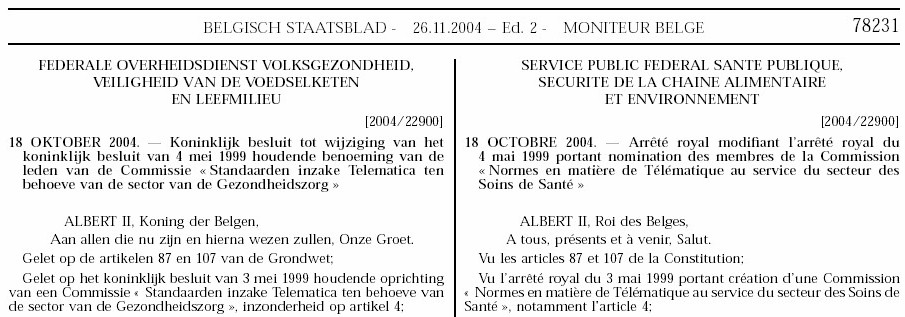 BELGISCH STAATSBLAD - 26.11.2004 – Ed. 2 - MONITEUR BELGE 78231
FEDERALE OVERHEIDSDIENST VOLKSGEZONDHEID,
VEILIGHEID VAN DE VOEDSELKETEN
EN LEEFMILIEU
[2004/22900]
18 OKTOBER 2004. — Koninklijk besluit tot wijziging van het
koninklijk besluit van 4 mei 1999 houdende benoeming van de
leden van de Commissie « Standaarden inzake Telematica ten
behoeve van de sector van de Gezondheidszorg »
ALBERT II, Koning der Belgen,
Aan allen die nu zijn en hierna wezen zullen, Onze Groet.
Gelet op de artikelen 87 en 107 van de Grondwet;
Gelet op het koninklijk besluit van 3 mei 1999 houdende oprichting
van een Commissie « Standaarden inzake Telematica ten behoeve van
de sector van de Gezondheidszorg », inzonderheid op artikel 4;
SERVICE PUBLIC FEDERAL SANTE PUBLIQUE,
SECURITE DE LA CHAINE ALIMENTAIRE
ET ENVIRONNEMENT
[2004/22900]
18 OCTOBRE 2004. — Arrêté royal modifiant l'arrêté royal du
4 mai 1999 portant nomination des membres de la Commission
« Normes en matière de Télématique au service du secteur des
Soins de Santé »
ALBERT II, Roi des Belges,
A tous, présents et à venir, Salut.
Vu les articles 87 et 107 de la Constitution;
Vu l'arrêté royal du 3 mai 1999 portant création d'une Commission
« Normes en matière de Télématique au service du secteur des Soins de
Santé », notamment l'article 4;